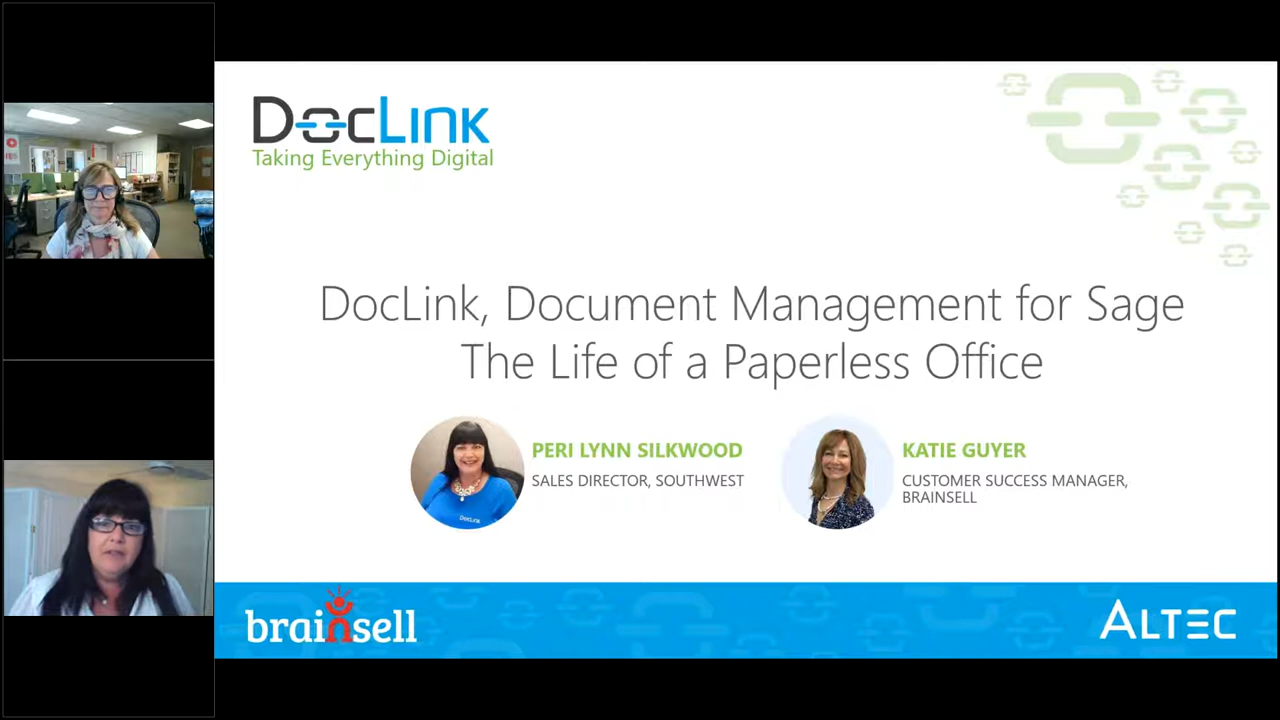 DocLink
Taking Everything Digital
DocLink, Document Management for Sage
The Life of a Paperless Office
PERI LYNN SILKWOOD
SALES DIRECTOR, SOUTHWEST
KATIE GUYER
CUSTOMER SUCCESS MANAGER,
BRAINSELL
DocLink
brainsell
ALTEC